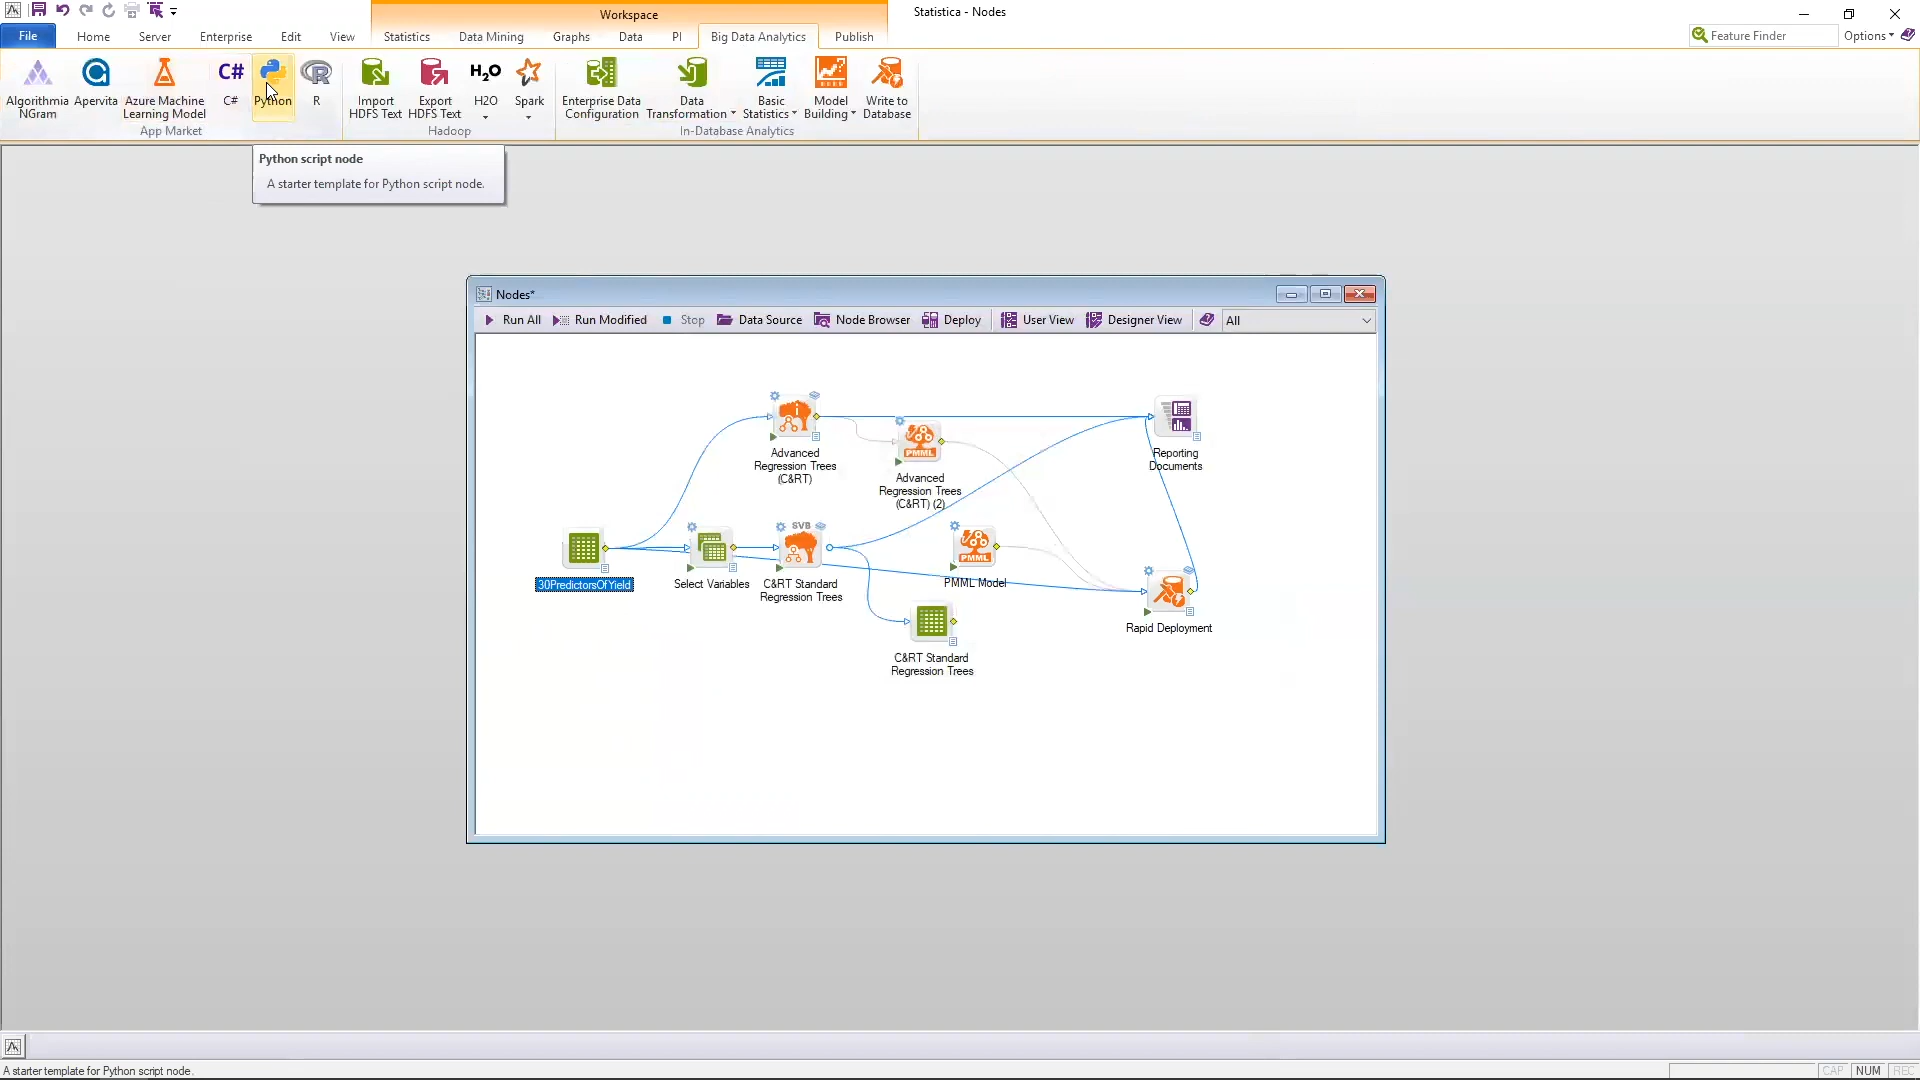 Workspace
Statistica - Nodes
File
Home
Server
Enterprise
Edit
View
Statistics
Data Mining
Graphs
Data
PI
Big Data Analytics
Publish
Feature Finder
Options
Algorithmia
NGram
Apervita
Azure Machine
Learning Model
C#
C#
Python
R
R
App Market
Import
HDFS Text
Export
HDFS Text
H2O
H2O
Spark
Hadoop
Enterprise Data
Configuration
Data
Transformation
Basic
Statistics
Model
Building
Write to
Database
In-Database Analytics
Python script node
A starter template for Python script node.
Nodes*
Run All
Run Modified
Stop
Data Source
Node Browser
Deploy
User View
Designer View
All
Advanced
Regression Trees
(C&RT)
PMML
Advanced
Regression Trees
(C&RT) (2)
Reporting
Documents
30PredictorsOfYield
Select Variables
SVB
C&RT Standard
Regression Trees
PMML
PMML Model
C&RT Standard
Regression Trees
Rapid Deployment
A starter template for Python script node.
CAP
NUM
REC